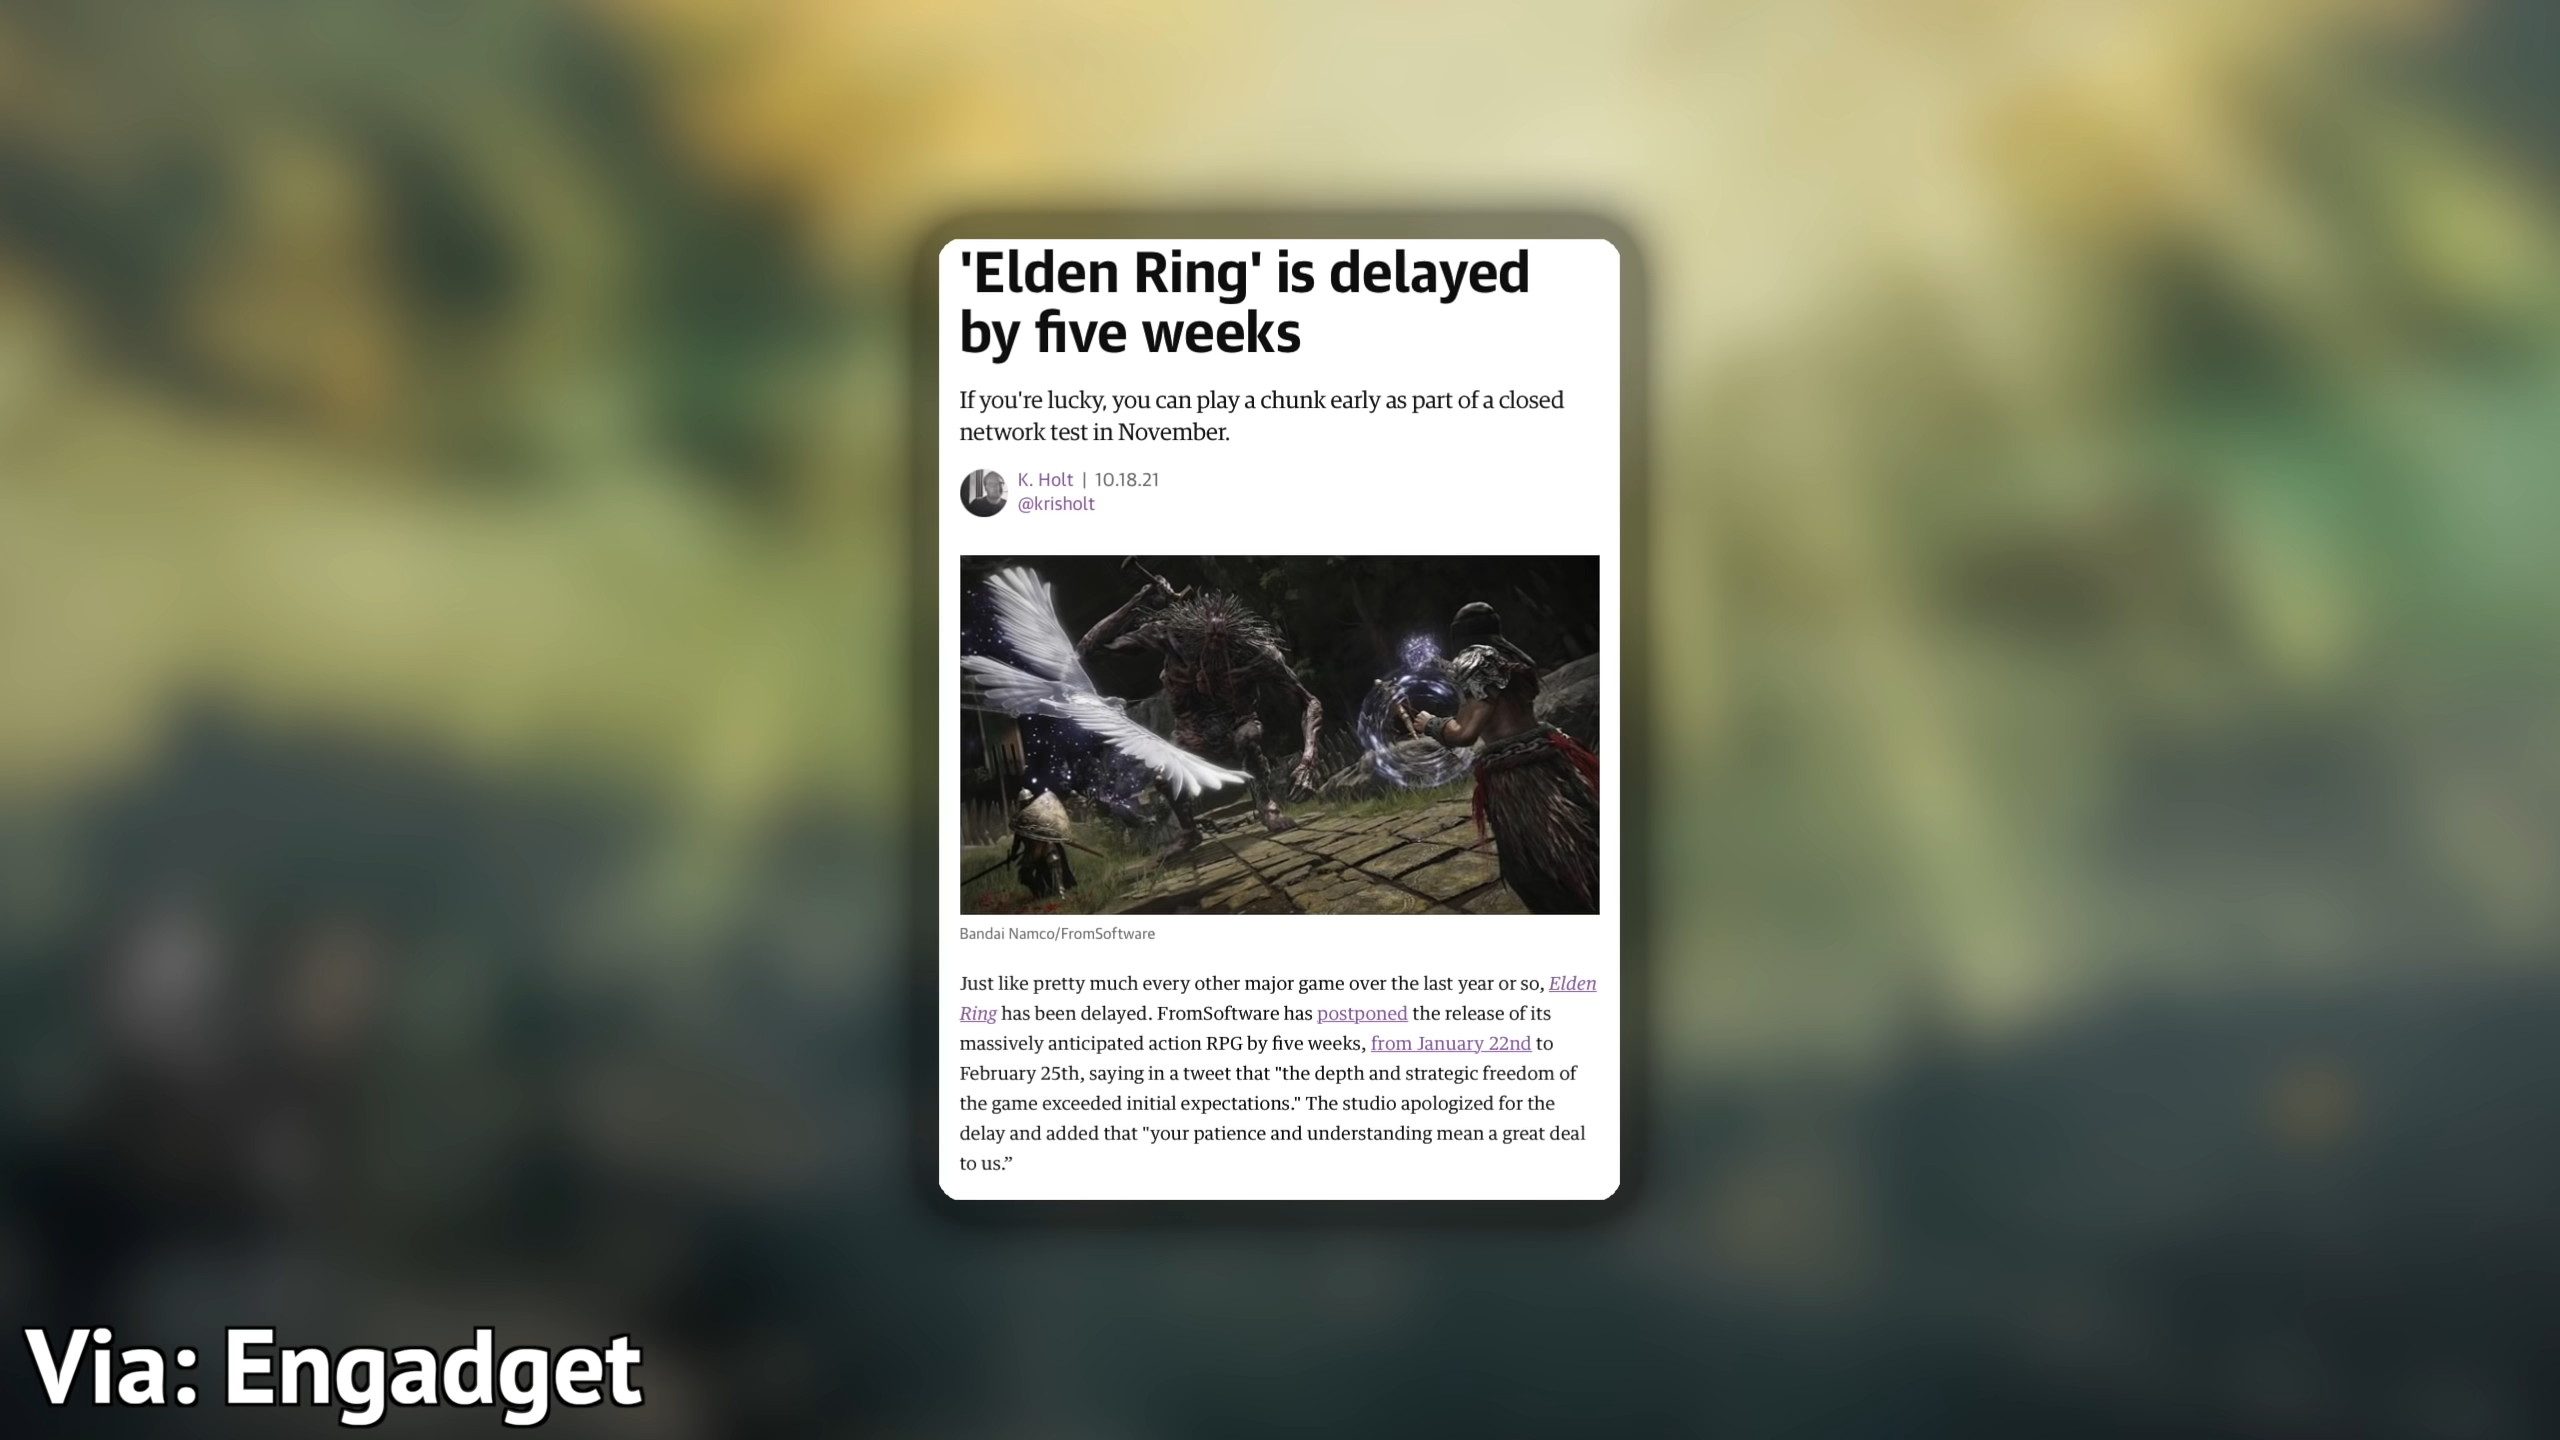 'Elden Ring' is delayed
by five weeks
If you're lucky, you can play a chunk early as part of a closed
network test in November.
K. Holt | 10.18.21
@krisholt
Bandai Namco/FromSoftware
Just like pretty much every other major game over the last year or so, Elden
Ring has been delayed. FromSoftware has postponed the release of its
massively anticipated action RPG by five weeks, from January 22nd to
February 25th, saying in a tweet that "the depth and strategic freedom of
the game exceeded initial expectations." The studio apologized for the
delay and added that "your patience and understanding mean a great deal
to us.”
Via: Engadget